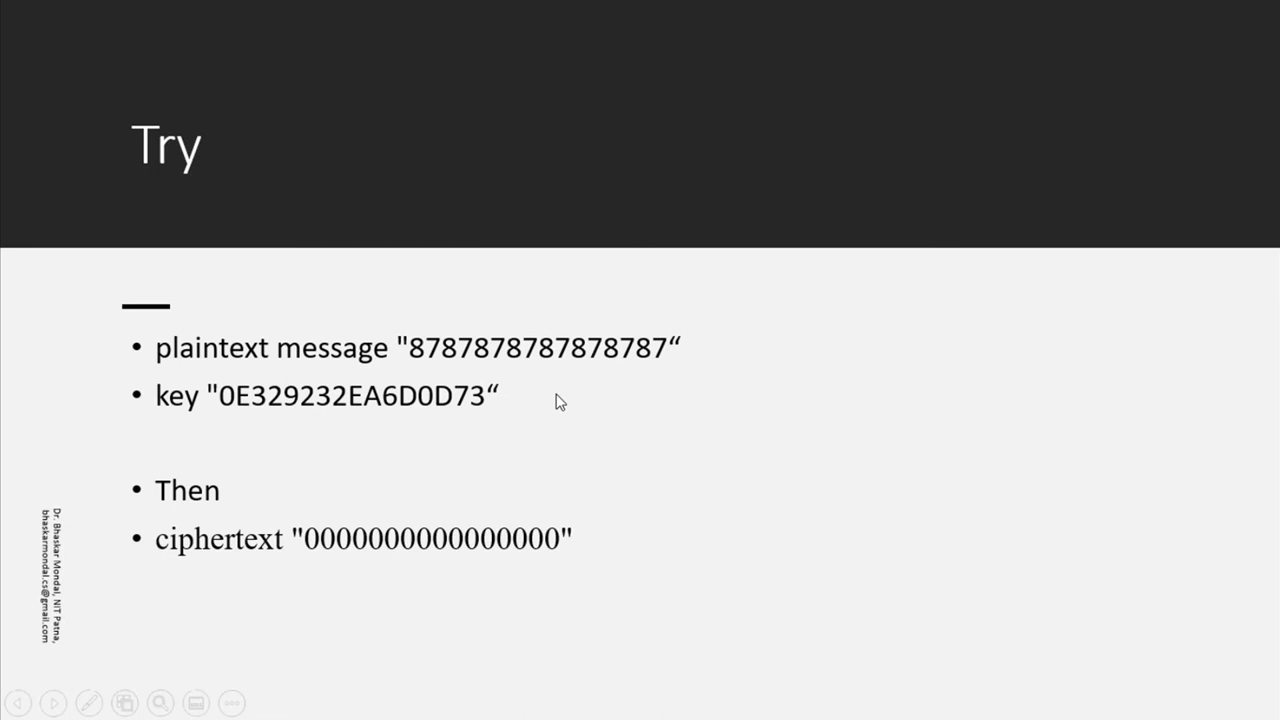 Try
• plaintext message "8787878787878787“
• key "0E329232EA6D0D73“
• Then
• ciphertext "0000000000000000"
Dr. Bhaskar Mondal, NIT Patna,
bhaskarmondal.cs@gmail.com